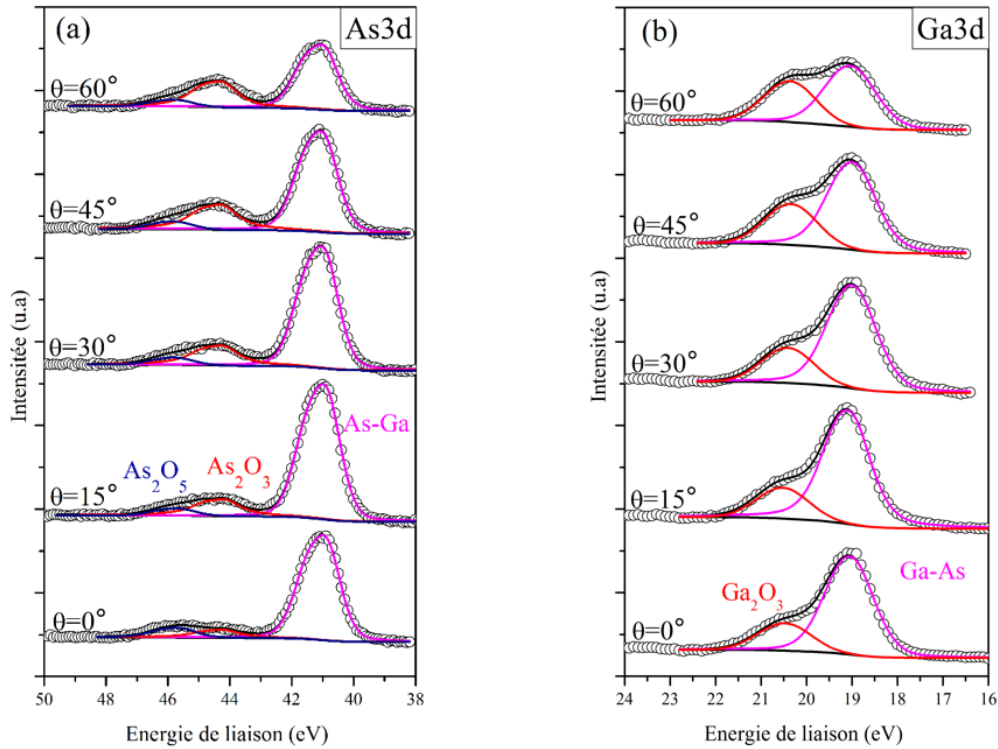 (a)
As3d
θ=60°
θ=45°
θ=30°
As-Ga
As₂O₅
As₂O₃
θ=15°
θ=0°
50 48 46 44 42 40 38
Energie de liaison (eV)
Intensitée (u.a)
(b)
Ga3d
θ=60°
θ=45°
θ=30°
θ=15°
Ga-As
Ga₂O₃
θ=0°
24 23 22 21 20 19 18 17 16
Energie de liaison (eV)
Intensitée (u.a)